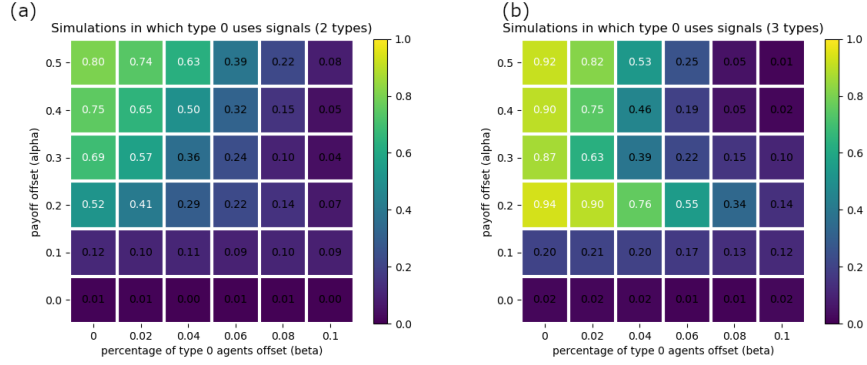 (a)
Simulations in which type 0 uses signals (2 types)
payoff offset (alpha)
0.5 0.80 0.74 0.63 0.39 0.22 0.08
0.4 0.75 0.65 0.50 0.32 0.15 0.05
0.3 0.69 0.57 0.36 0.24 0.10 0.04
0.2 0.52 0.41 0.29 0.22 0.14 0.07
0.1 0.12 0.10 0.11 0.09 0.10 0.09
0.0 0.01 0.01 0.00 0.01 0.01 0.00
0 0.02 0.04 0.06 0.08 0.1
percentage of type 0 agents offset (beta)
1.0
0.8
0.6
0.4
0.2
0.0
(b)
Simulations in which type 0 uses signals (3 types)
payoff offset (alpha)
0.5 0.92 0.82 0.53 0.25 0.05 0.01
0.4 0.90 0.75 0.46 0.19 0.05 0.02
0.3 0.87 0.63 0.39 0.22 0.15 0.10
0.2 0.94 0.90 0.76 0.55 0.34 0.14
0.1 0.20 0.21 0.20 0.17 0.13 0.12
0.0 0.02 0.02 0.01 0.01 0.01 0.02
0 0.02 0.04 0.06 0.08 0.1
percentage of type 0 agents offset (beta)
1.0
0.8
0.6
0.4
0.2
0.0